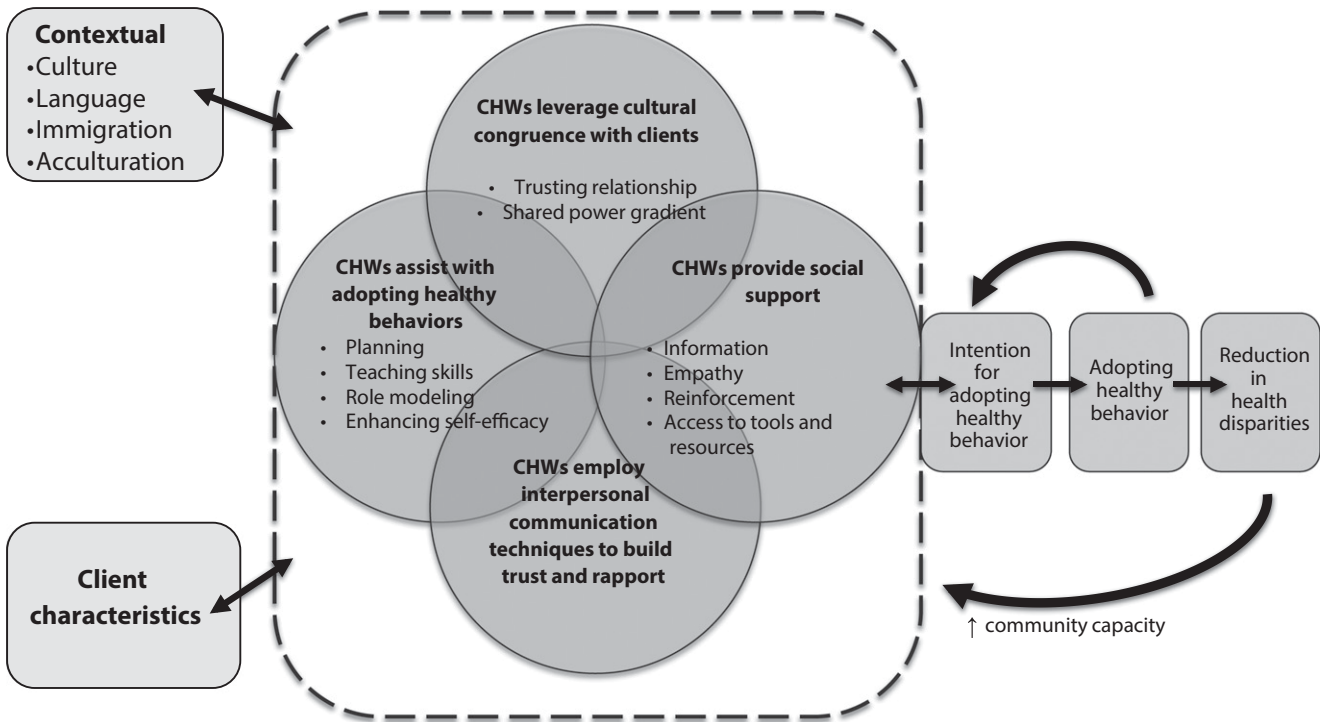 Contextual
•Culture
•Language
•Immigration
•Acculturation
CHWs leverage cultural
congruence with clients
• Trusting relationship
• Shared power gradient
CHWs assist with
adopting healthy
behaviors
• Planning
• Teaching skills
• Role modeling
• Enhancing self-efficacy
CHWs provide social
support
• Information
• Empathy
• Reinforcement
• Access to tools and
resources
CHWs employ
interpersonal
communication
techniques to build
trust and rapport
Client
characteristics
Intention
for
adopting
healthy
behavior
Adopting
healthy
behavior
Reduction
in
health
disparities
↑ community capacity